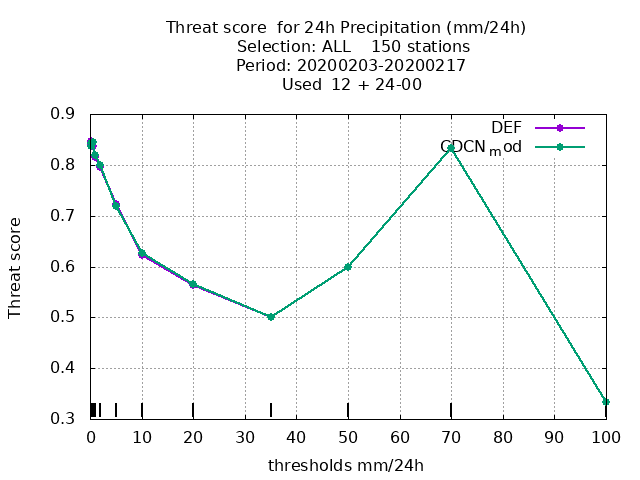 Threat score  for 24h Precipitation (mm/24h)
Selection: ALL    150 stations
Period: 20200203-20200217
Used  12 + 24-00
DEF
CDCN_mod
Threat score
0.9
0.8
0.7
0.6
0.5
0.4
0.3
0 10 20 30 40 50 60 70 80 90 100
thresholds mm/24h